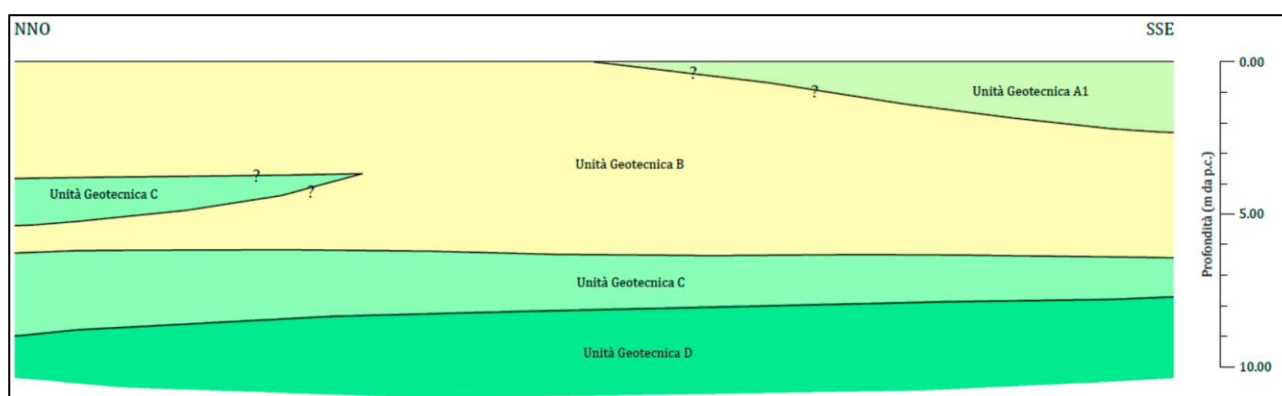 NNO
SSE
0.00
?
Unità Geotecnica A1
?
Unità Geotecnica B
?
Unità Geotecnica C
?
5.00
Profondità (m da p.c.)
Unità Geotecnica C
Unità Geotecnica D
10.00